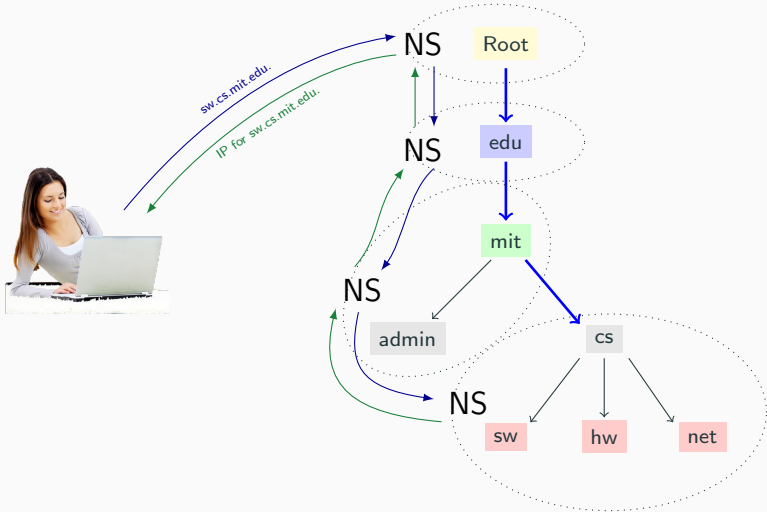 NS
Root
sw.cs.mit.edu.
IP for sw.cs.mit.edu.
NS
edu
mit
NS
admin
cs
NS
sw
hw
net